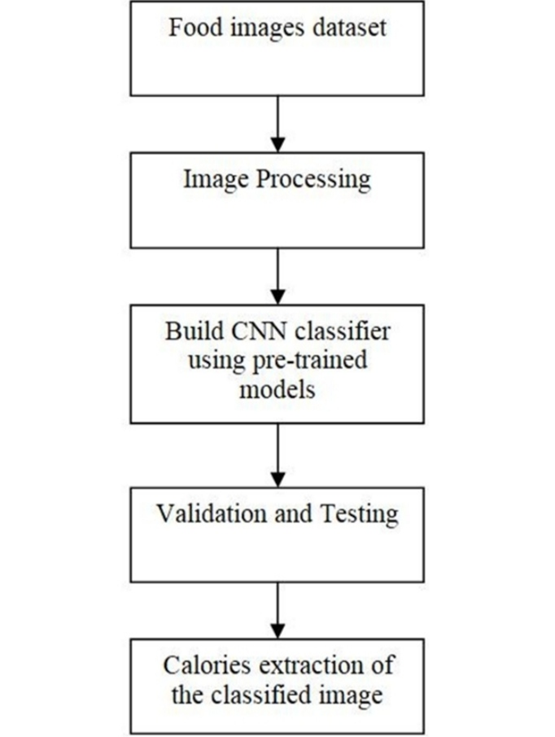 Food images dataset
Image Processing
Build CNN classifier
using pre-trained
models
Validation and Testing
Calories extraction of
the classified image